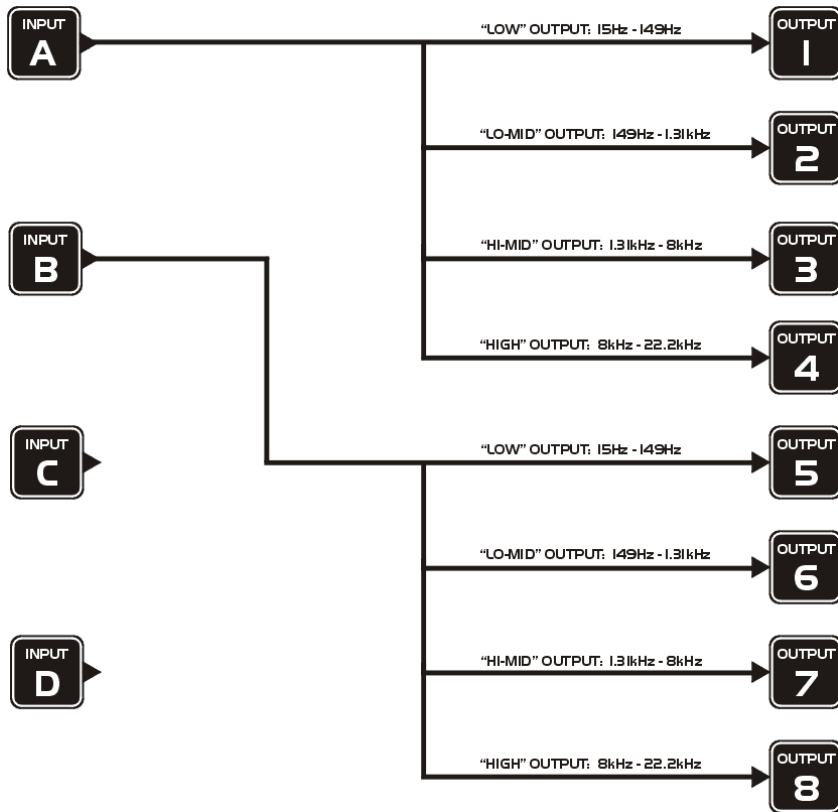 INPUT
A
"LOW" OUTPUT: 15Hz - 149Hz
OUTPUT
1
"LO-MID" OUTPUT: 149Hz - 1.31kHz
OUTPUT
2
INPUT
B
"HI-MID" OUTPUT: 1.31kHz - 8kHz
OUTPUT
3
"HIGH" OUTPUT: 8kHz - 22.2kHz
OUTPUT
4
INPUT
C
"LOW" OUTPUT: 15Hz - 149Hz
OUTPUT
5
"LO-MID" OUTPUT: 149Hz - 1.31kHz
OUTPUT
6
INPUT
D
"HI-MID" OUTPUT: 1.31kHz - 8kHz
OUTPUT
7
"HIGH" OUTPUT: 8kHz - 22.2kHz
OUTPUT
8